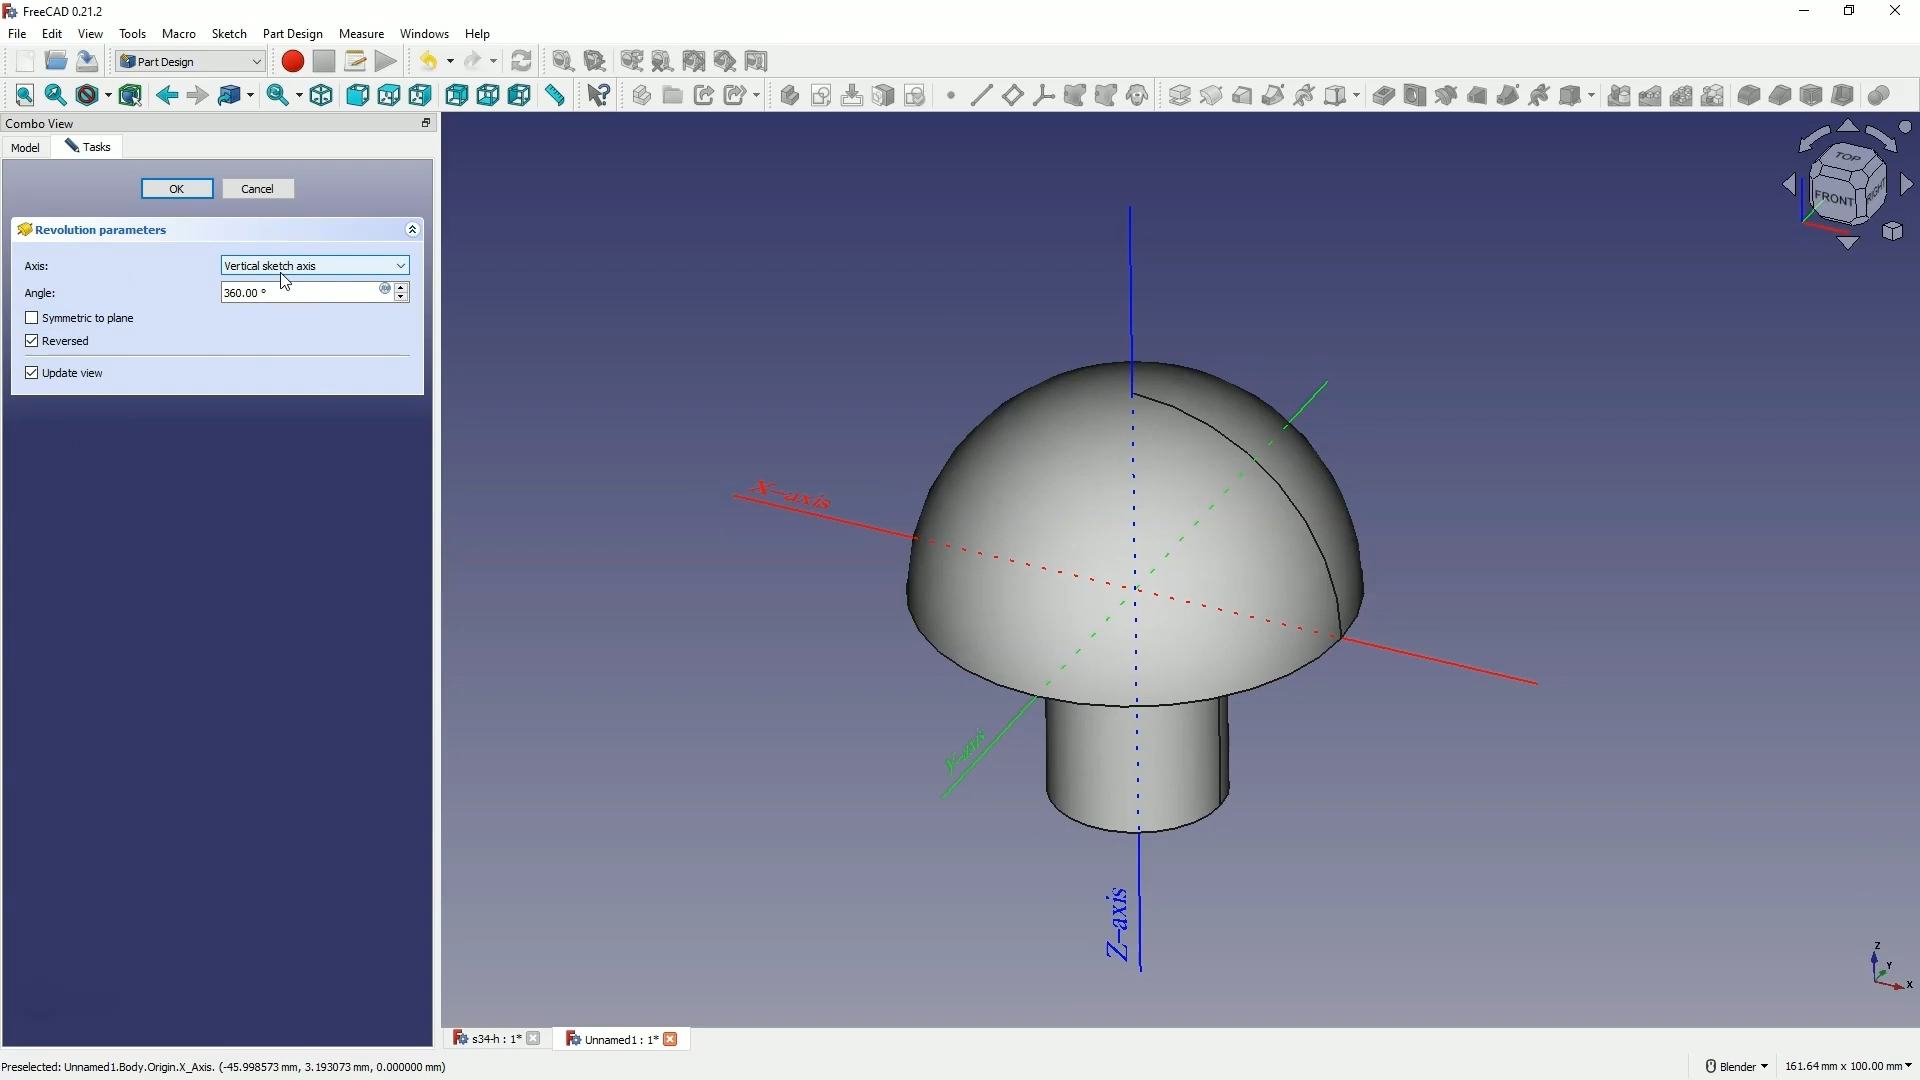 FreeCAD 0.21.2
File Edit View Tools Macro Sketch Part Design Measure Windows Help
Part Design
Combo View
Model Tasks
OK Cancel
Revolution parameters
Axis: Vertical sketch axis
Angle: 360.00 °
Symmetric to plane
Reversed
Update view
TOP
FRONT
RIGHT
X-axis
Y-axis
Z-axis
Z
Y
X
s34-h : 1*
Unnamed1 : 1*
Preselected: Unnamed1.Body.Origin.X_Axis. (-45.998573 mm, 3.193073 mm, 0.000000 mm)
Blender
161.64 mm x 100.00 mm